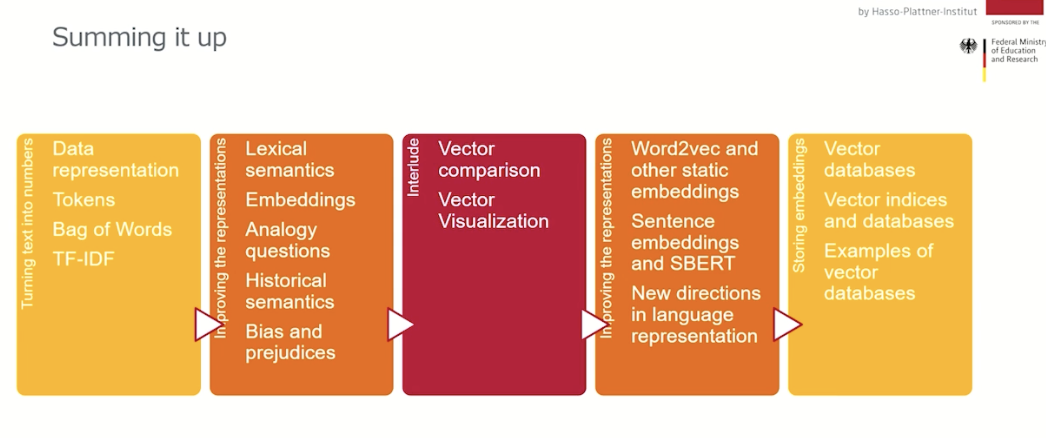 by Hasso-Plattner-Institut
SPONSORED BY THE
Federal Ministry
of Education
and Research
Summing it up
Turning text into numbers
Data
representation
Tokens
Bag of Words
TF-IDF
Improving the representations
Lexical
semantics
Embeddings
Analogy
questions
Historical
semantics
Bias and
prejudices
Interlude
Vector
comparison
Vector
Visualization
Improving the representations
Word2vec and
other static
embeddings
Sentence
embeddings
and SBERT
New directions
in language
representation
Storing embeddings
Vector
databases
Vector indices
and databases
Examples of
vector
databases